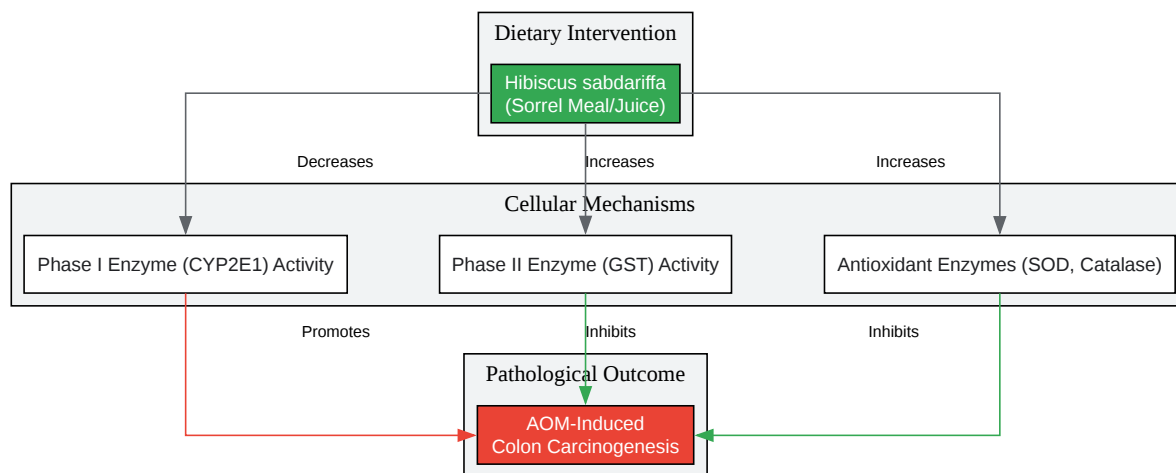 Dietary Intervention
Hibiscus sabdariffa
(Sorrel Meal/Juice)
Decreases
Increases
Increases
Cellular Mechanisms
Phase I Enzyme (CYP2E1) Activity
Phase II Enzyme (GST) Activity
Antioxidant Enzymes (SOD, Catalase)
Promotes
Inhibits
Inhibits
Pathological Outcome
AOM-Induced
Colon Carcinogenesis